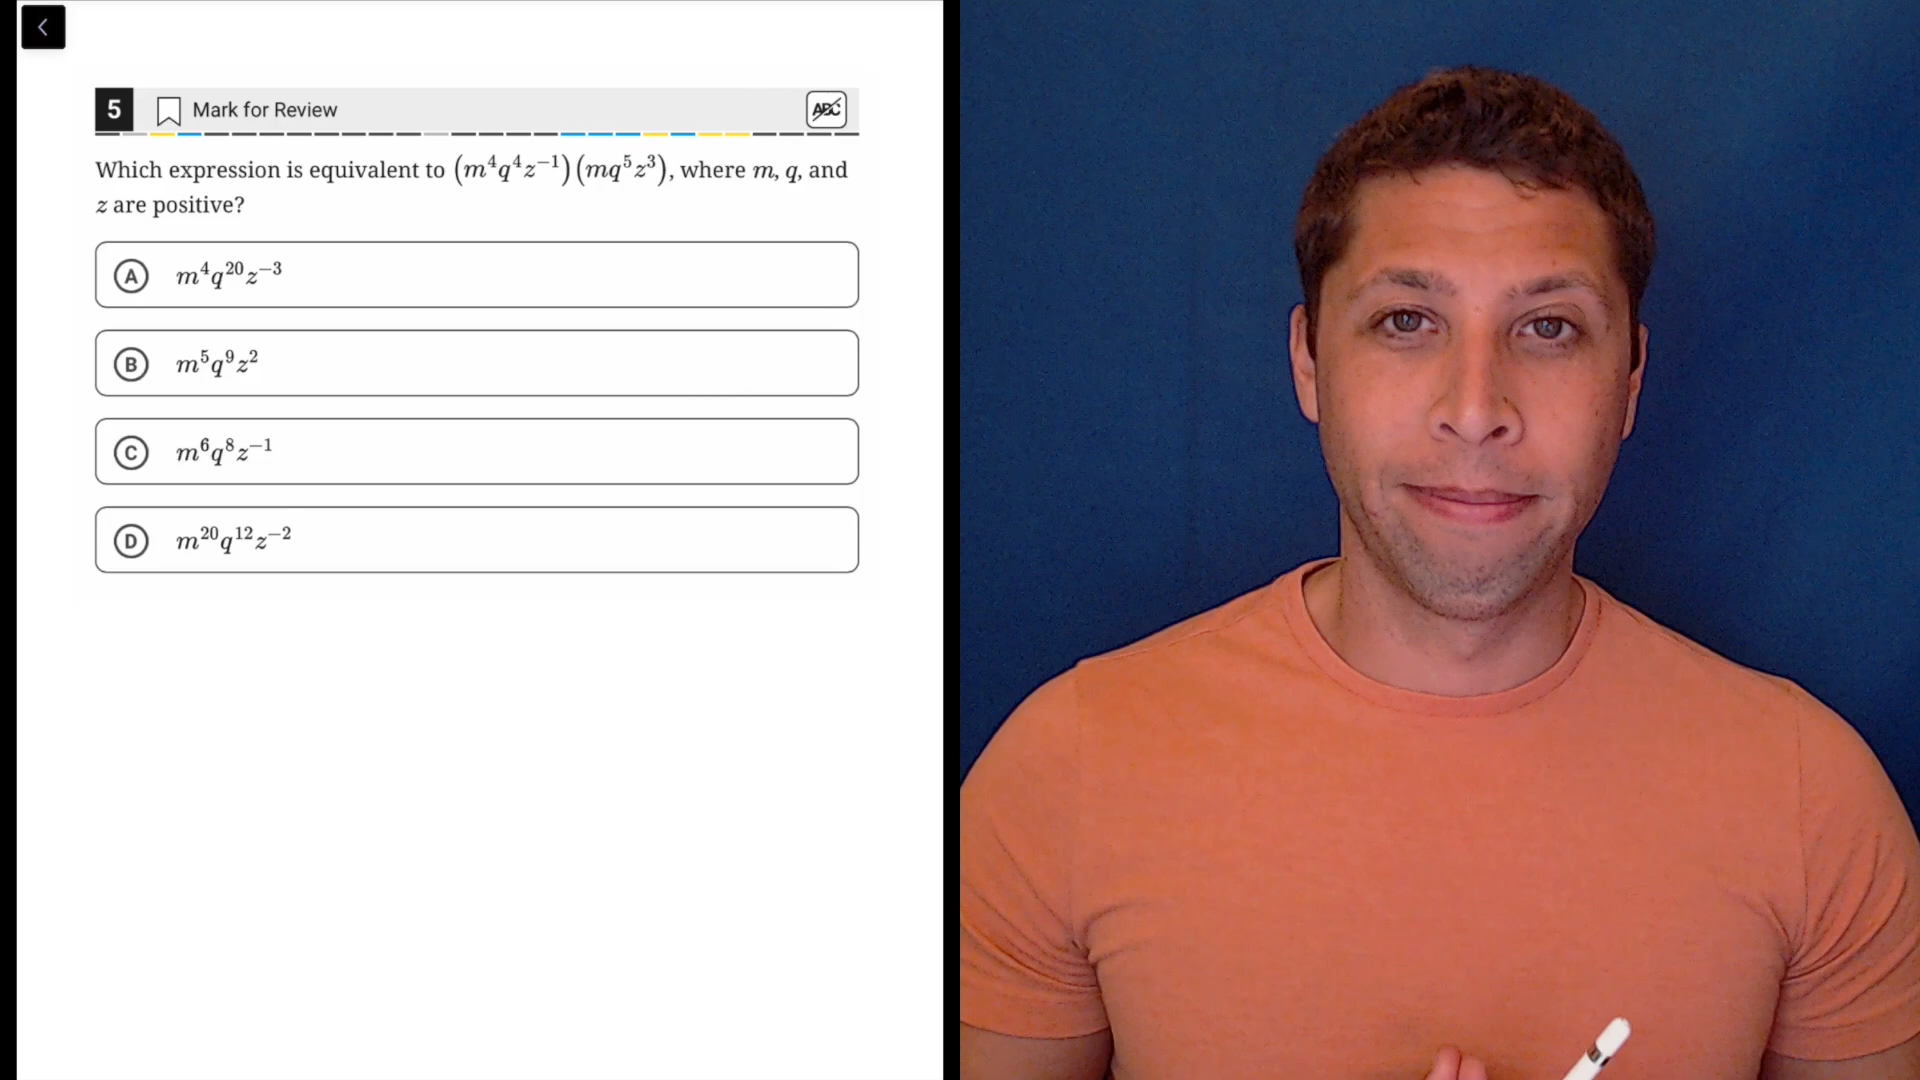 5 Mark for Review ABC
Which expression is equivalent to (m⁴q⁴z⁻¹)(mq⁵z³), where m, q, and
z are positive?
A m⁴q²⁰z⁻³
B m⁵q⁹z²
C m⁶q⁸z⁻¹
D m²⁰q¹²z⁻²